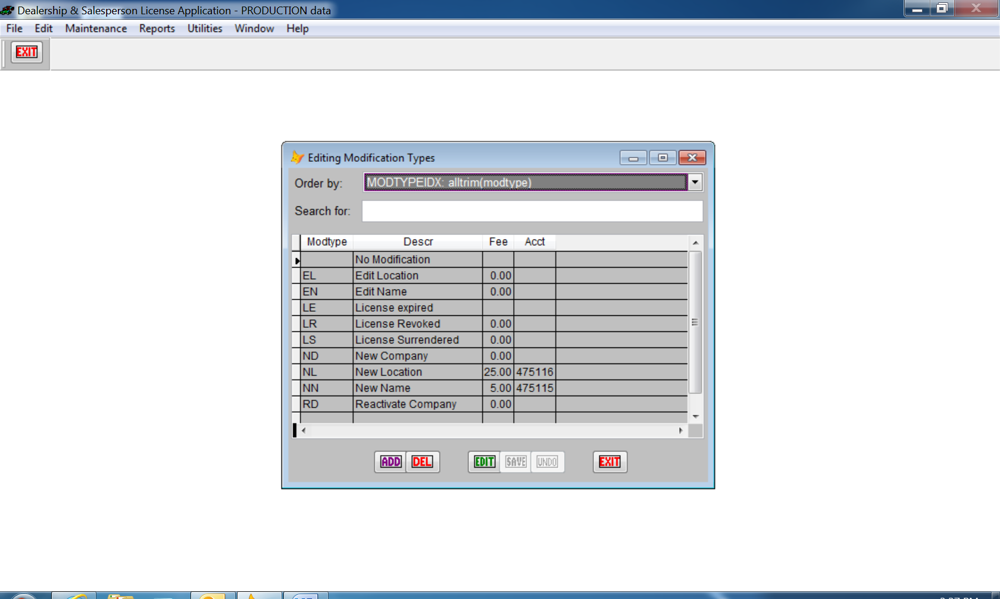 Dealership & Salesperson License Application - PRODUCTION data
File Edit Maintenance Reports Utilities Window Help
EXIT
Editing Modification Types
Order by: MODTYPEIDX: alltrim(modtype)
Search for:
Modtype Descr Fee Acct
No Modification
EL Edit Location 0.00
EN Edit Name 0.00
LE License expired
LR License Revoked 0.00
LS License Surrendered 0.00
ND New Company 0.00
NL New Location 25.00 475116
NN New Name 5.00 475115
RD Reactivate Company 0.00
ADD DEL EDIT SAVE UNDO EXIT